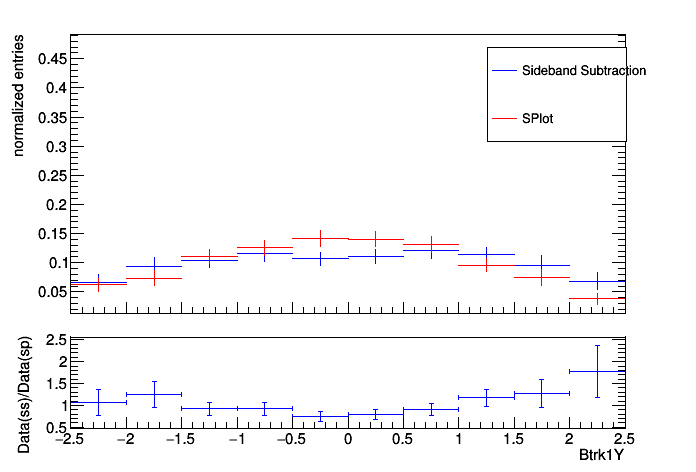 normalized entries
0.45
0.4
0.35
0.3
0.25
0.2
0.15
0.1
0.05
Sideband Subtraction
SPlot
Data(ss)/Data(sp)
2.5
2
1.5
1
0.5
−2.5 −2 −1.5 −1 −0.5 0 0.5 1 1.5 2 2.5
Btrk1Y